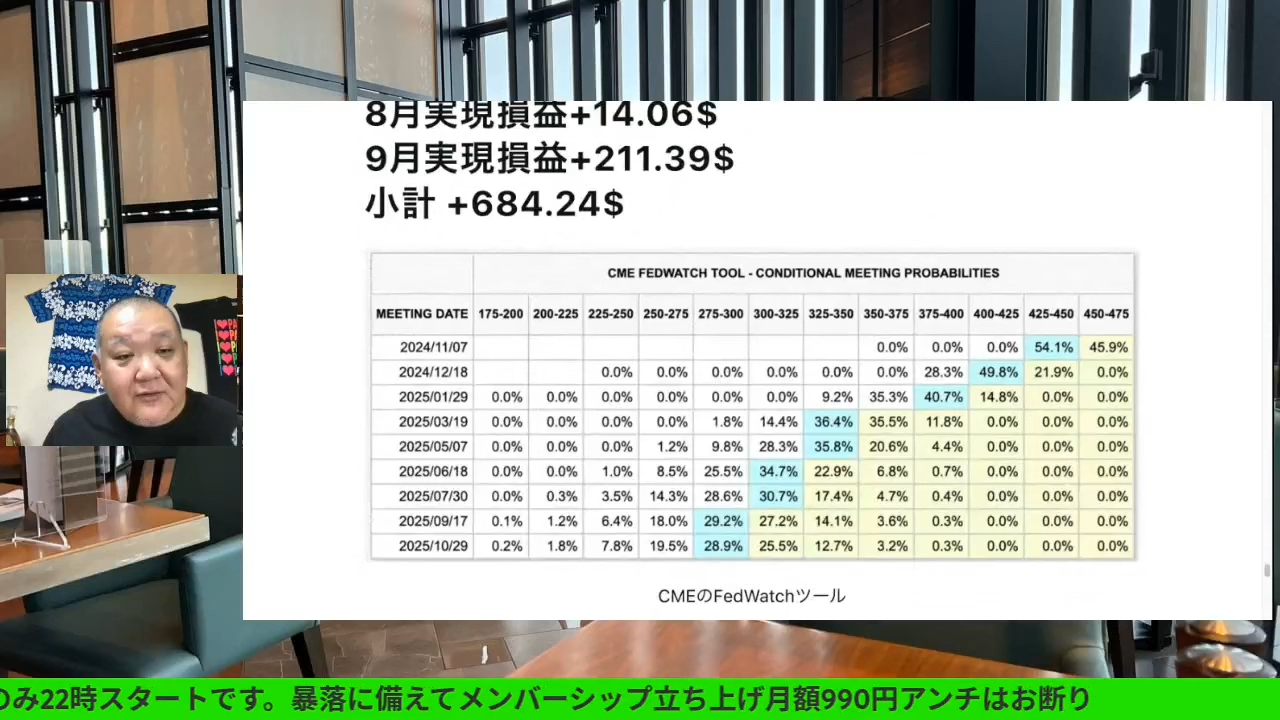 8月実現損益+14.06$
9月実現損益+211.39$
小計 +684.24$
CME FEDWATCH TOOL - CONDITIONAL MEETING PROBABILITIES
MEETING DATE 175-200 200-225 225-250 250-275 275-300 300-325 325-350 350-375 375-400 400-425 425-450 450-475
2024/11/07 0.0% 0.0% 0.0% 54.1% 45.9%
2024/12/18 0.0% 0.0% 0.0% 0.0% 0.0% 0.0% 28.3% 49.8% 21.9% 0.0%
2025/01/29 0.0% 0.0% 0.0% 0.0% 0.0% 0.0% 9.2% 35.3% 40.7% 14.8% 0.0% 0.0%
2025/03/19 0.0% 0.0% 0.0% 0.0% 1.8% 14.4% 36.4% 35.5% 11.8% 0.0% 0.0% 0.0%
2025/05/07 0.0% 0.0% 0.0% 1.2% 9.8% 28.3% 35.8% 20.6% 4.4% 0.0% 0.0% 0.0%
2025/06/18 0.0% 0.0% 1.0% 8.5% 25.5% 34.7% 22.9% 6.8% 0.7% 0.0% 0.0% 0.0%
2025/07/30 0.0% 0.3% 3.5% 14.3% 28.6% 30.7% 17.4% 4.7% 0.4% 0.0% 0.0% 0.0%
2025/09/17 0.1% 1.2% 6.4% 18.0% 29.2% 27.2% 14.1% 3.6% 0.3% 0.0% 0.0% 0.0%
2025/10/29 0.2% 1.8% 7.8% 19.5% 28.9% 25.5% 12.7% 3.2% 0.3% 0.0% 0.0% 0.0%
CMEのFedWatchツール
のみ22時スタートです。暴落に備えてメンバーシップ立ち上げ月額990円アンチはお断り